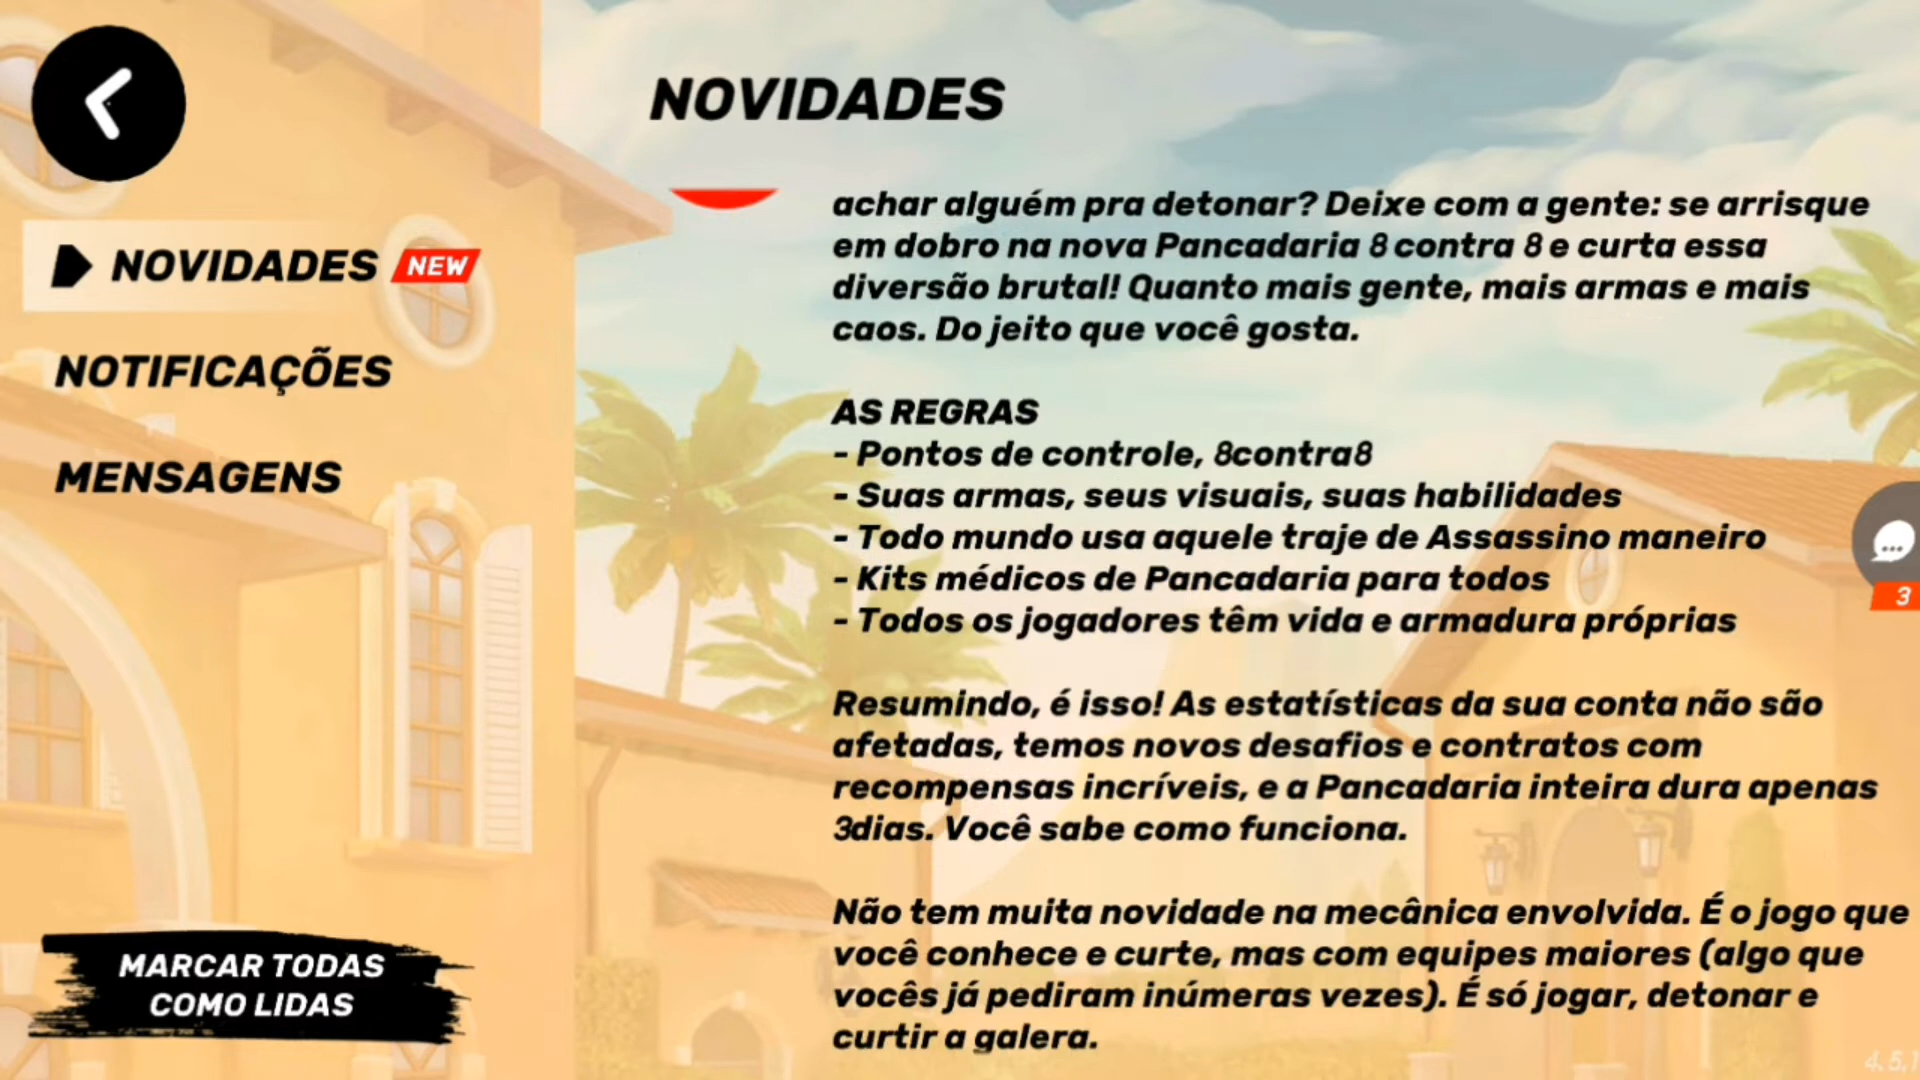 NOVIDADES
achar alguém pra detonar? Deixe com a gente: se arrisque
em dobro na nova Pancadaria 8 contra 8 e curta essa
diversão brutal! Quanto mais gente, mais armas e mais
caos. Do jeito que você gosta.
AS REGRAS
- Pontos de controle, 8contra8
- Suas armas, seus visuais, suas habilidades
- Todo mundo usa aquele traje de Assassino maneiro
- Kits médicos de Pancadaria para todos
- Todos os jogadores têm vida e armadura próprias
Resumindo, é isso! As estatísticas da sua conta não são
afetadas, temos novos desafios e contratos com
recompensas incríveis, e a Pancadaria inteira dura apenas
3dias. Você sabe como funciona.
Não tem muita novidade na mecânica envolvida. É o jogo que
você conhece e curte, mas com equipes maiores (algo que
vocês já pediram inúmeras vezes). É só jogar, detonar e
curtir a galera.
NOVIDADES NEW
NOTIFICAÇÕES
MENSAGENS
MARCAR TODAS
COMO LIDAS
3
4.5.1